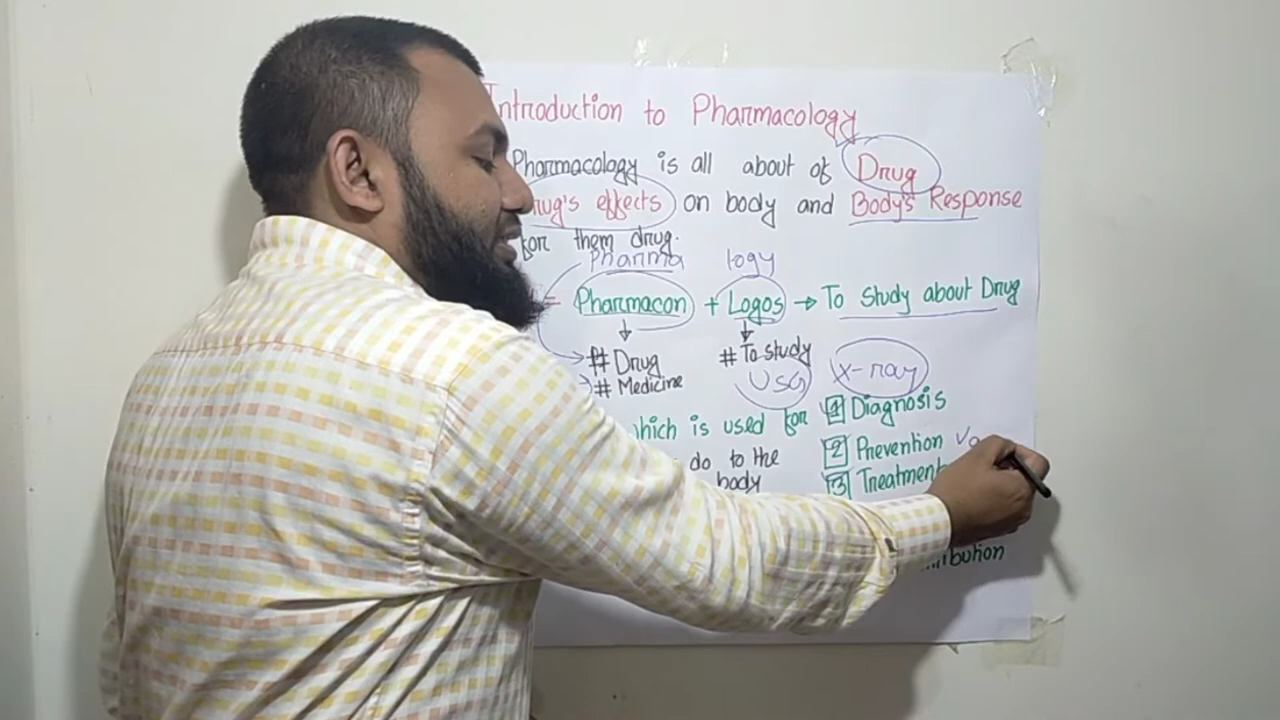 Introduction to Pharmacology
Pharmacology is all about of Drug
Drug's effects on body and Body's Response
for them drug.
Pharma logy
= Pharmacon + Logos → To study about Drug
# Drug # To study
# Medicine USG X-ray
which is used for 1 Diagnosis
do to the 2 Prevention
body 3 Treatment